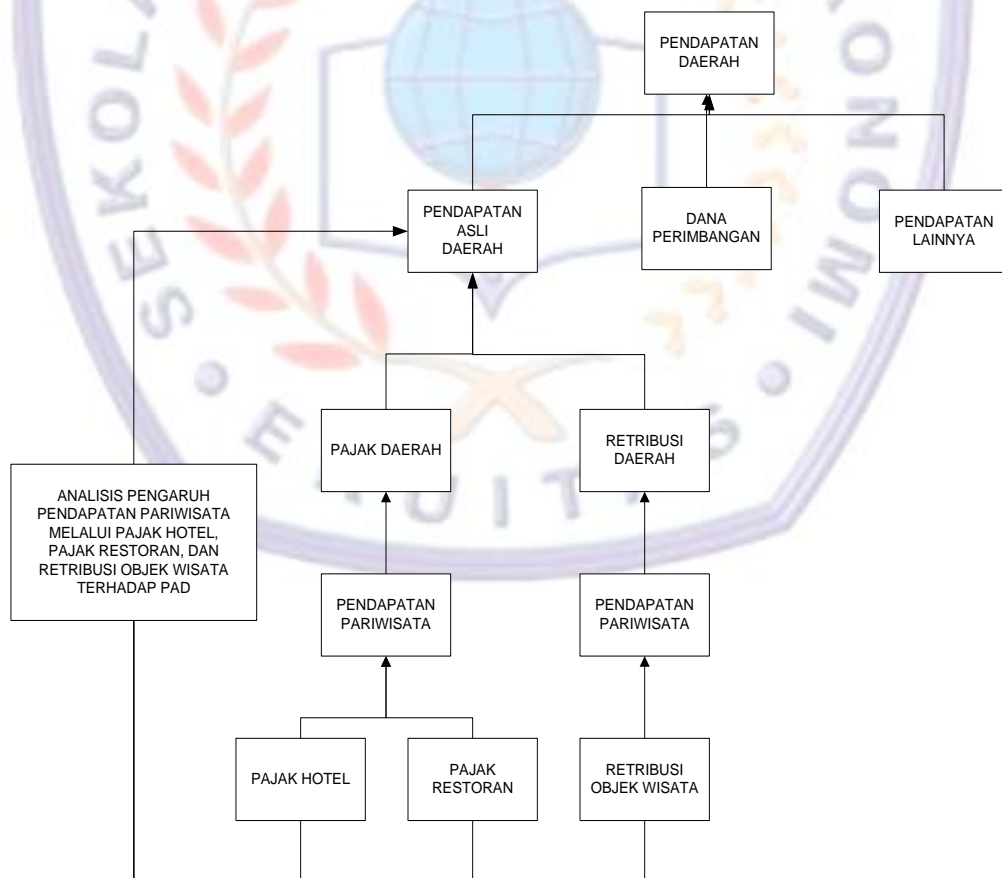 PENDAPATAN
DAERAH
PENDAPATAN
ASLI
DAERAH
DANA
PERIMBANGAN
PENDAPATAN
LAINNYA
PAJAK DAERAH
RETRIBUSI
DAERAH
ANALISIS PENGARUH
PENDAPATAN PARIWISATA
MELALUI PAJAK HOTEL,
PAJAK RESTORAN, DAN
RETRIBUSI OBJEK WISATA
TERHADAP PAD
PENDAPATAN
PARIWISATA
PENDAPATAN
PARIWISATA
PAJAK HOTEL
PAJAK
RESTORAN
RETRIBUSI
OBJEK WISATA